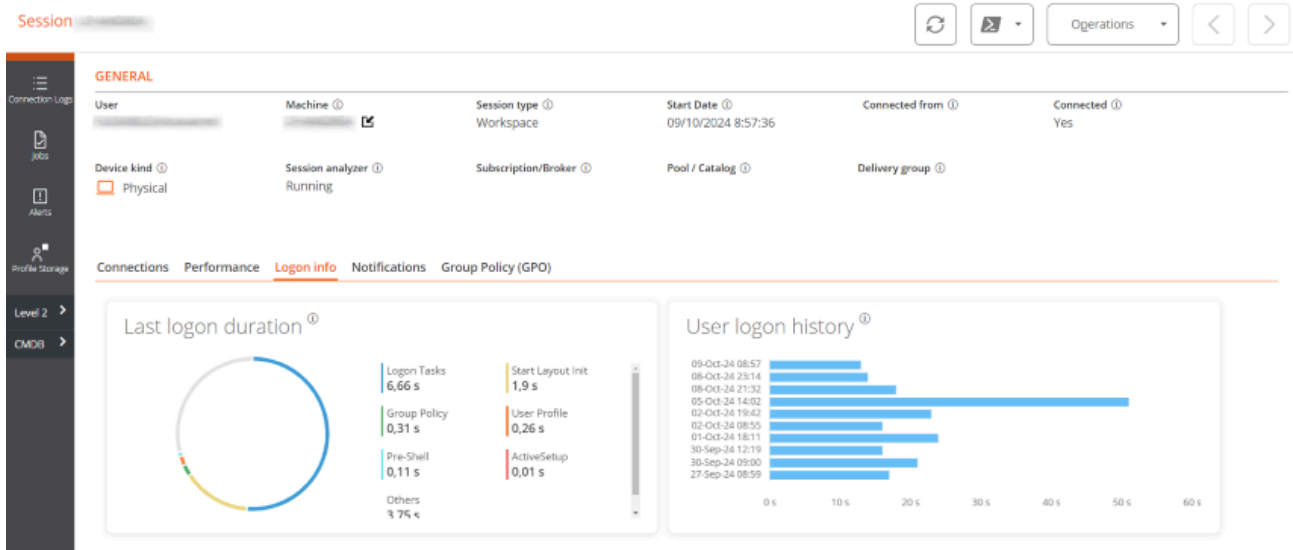 Session
Operations
Connection Logs
Jobs
Alerts
Profile Storage
Level 2
CMDB
GENERAL
User
Machine
Session type
Workspace
Start Date
09/10/2024 8:57:36
Connected from
Connected
Yes
Device kind
Physical
Session analyzer
Running
Subscription/Broker
Pool / Catalog
Delivery group
Connections Performance Logon info Notifications Group Policy (GPO)
Last logon duration
Logon Tasks
6,66 s
Start Layout Init
1,9 s
Group Policy
0,31 s
User Profile
0,26 s
Pre-Shell
0,11 s
ActiveSetup
0,01 s
Others
3,75 s
User logon history
09-Oct-24 08:57
08-Oct-24 23:14
08-Oct-24 21:32
05-Oct-24 14:02
02-Oct-24 19:42
02-Oct-24 08:55
01-Oct-24 18:11
30-Sep-24 12:19
30-Sep-24 09:00
27-Sep-24 08:59
0 s 10 s 20 s 30 s 40 s 50 s 60 s